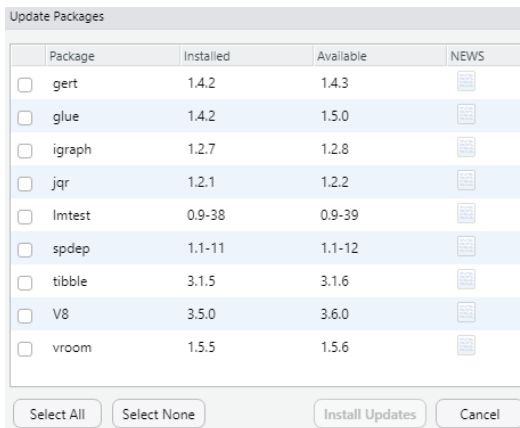 Update Packages
Package Installed Available NEWS
gert 1.4.2 1.4.3
glue 1.4.2 1.5.0
igraph 1.2.7 1.2.8
jqr 1.2.1 1.2.2
lmtest 0.9-38 0.9-39
spdep 1.1-11 1.1-12
tibble 3.1.5 3.1.6
V8 3.5.0 3.6.0
vroom 1.5.5 1.5.6
Select All Select None Install Updates Cancel